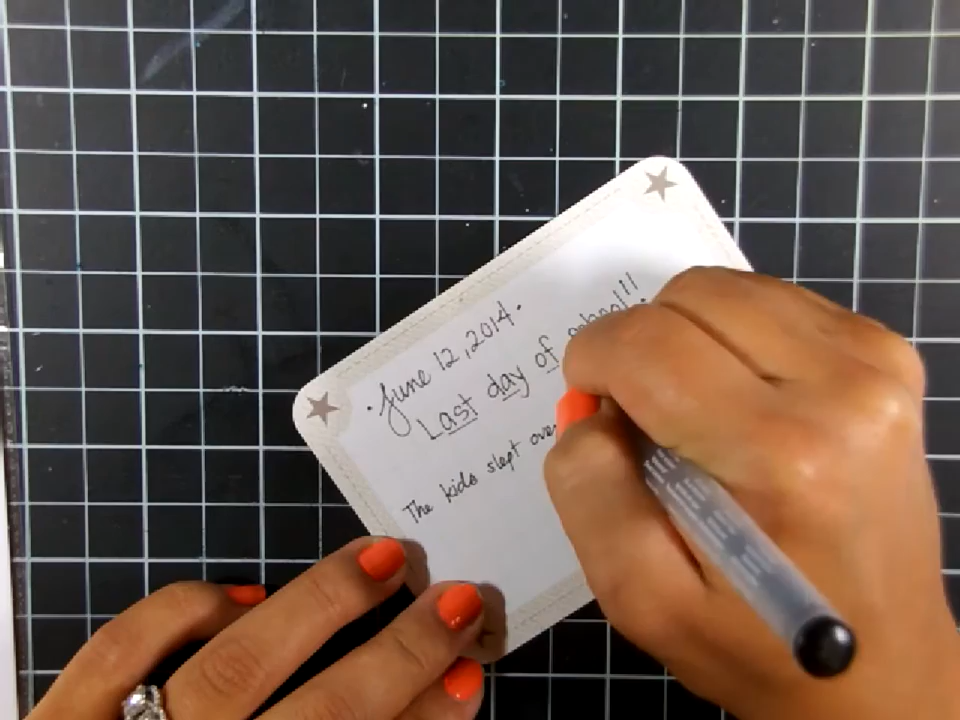 ·June 12, 2014·
Last day of school!!!
The kids slept over